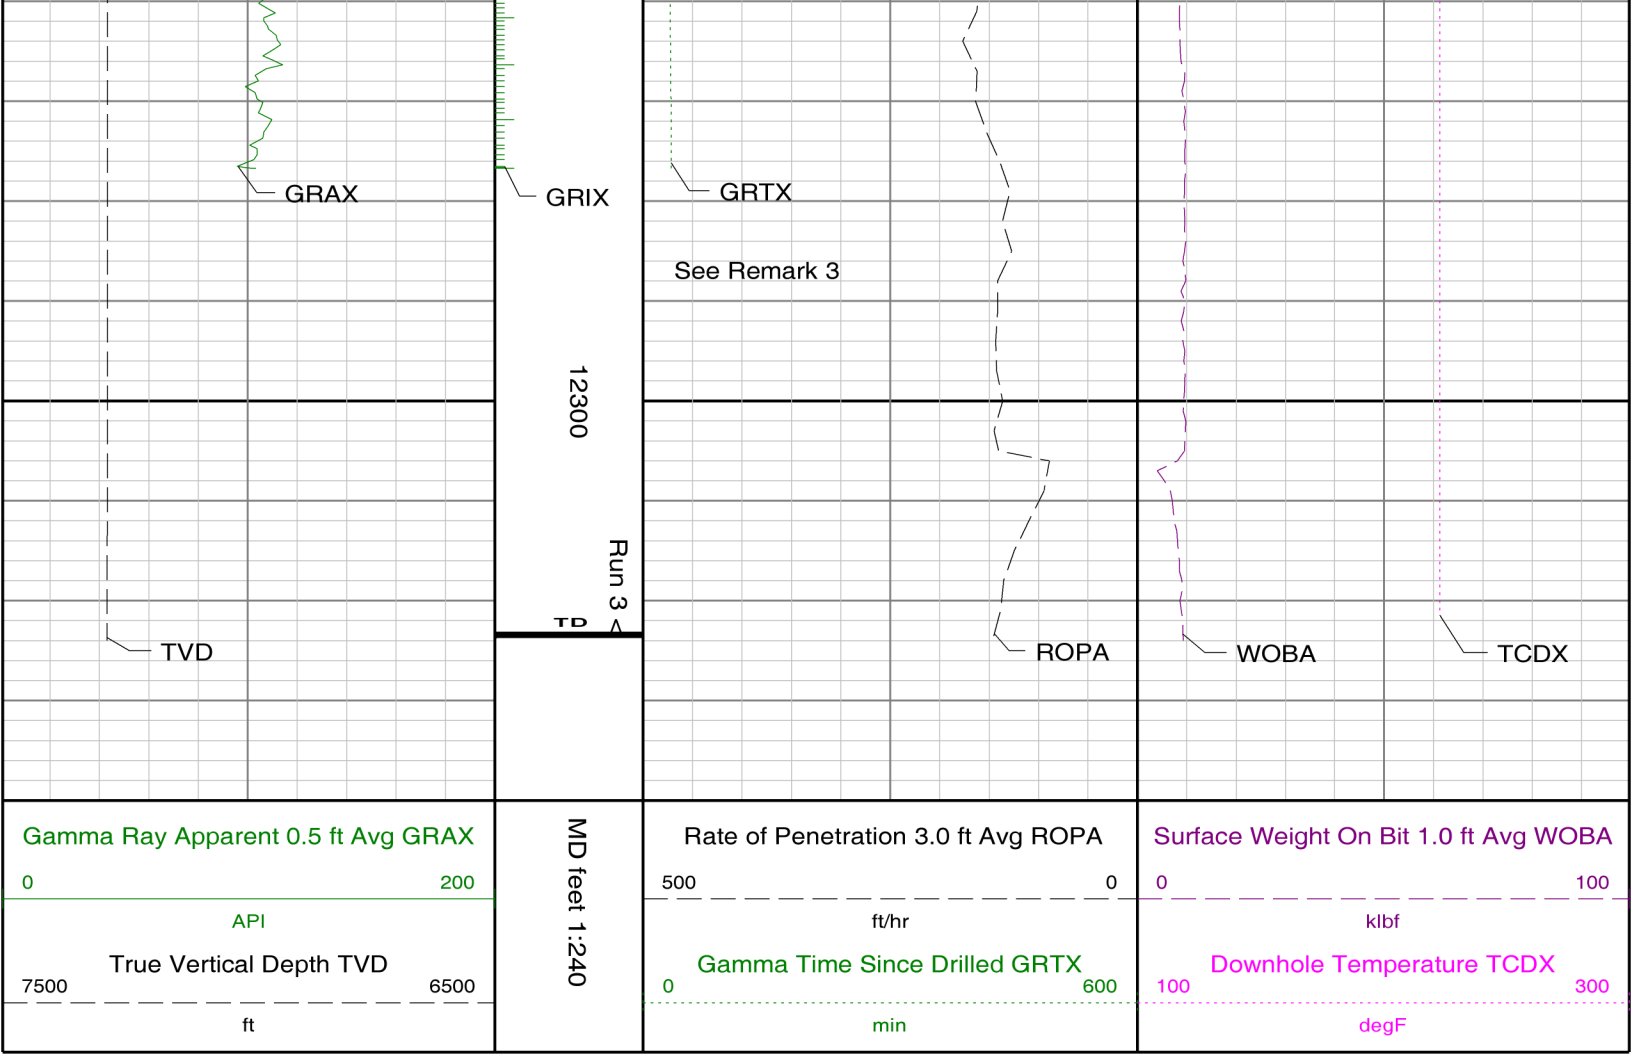 GRAX
GRIX
GRTX
See Remark 3
12300
Run 3 <
TVD
ROPA
WOBA
TCDX
Gamma Ray Apparent 0.5 ft Avg GRAX
0 200
API
True Vertical Depth TVD
7500 6500
ft
MD feet 1:240
Rate of Penetration 3.0 ft Avg ROPA
500 0
ft/hr
Gamma Time Since Drilled GRTX
0 600
min
Surface Weight On Bit 1.0 ft Avg WOBA
0 100
klbf
Downhole Temperature TCDX
100 300
degF